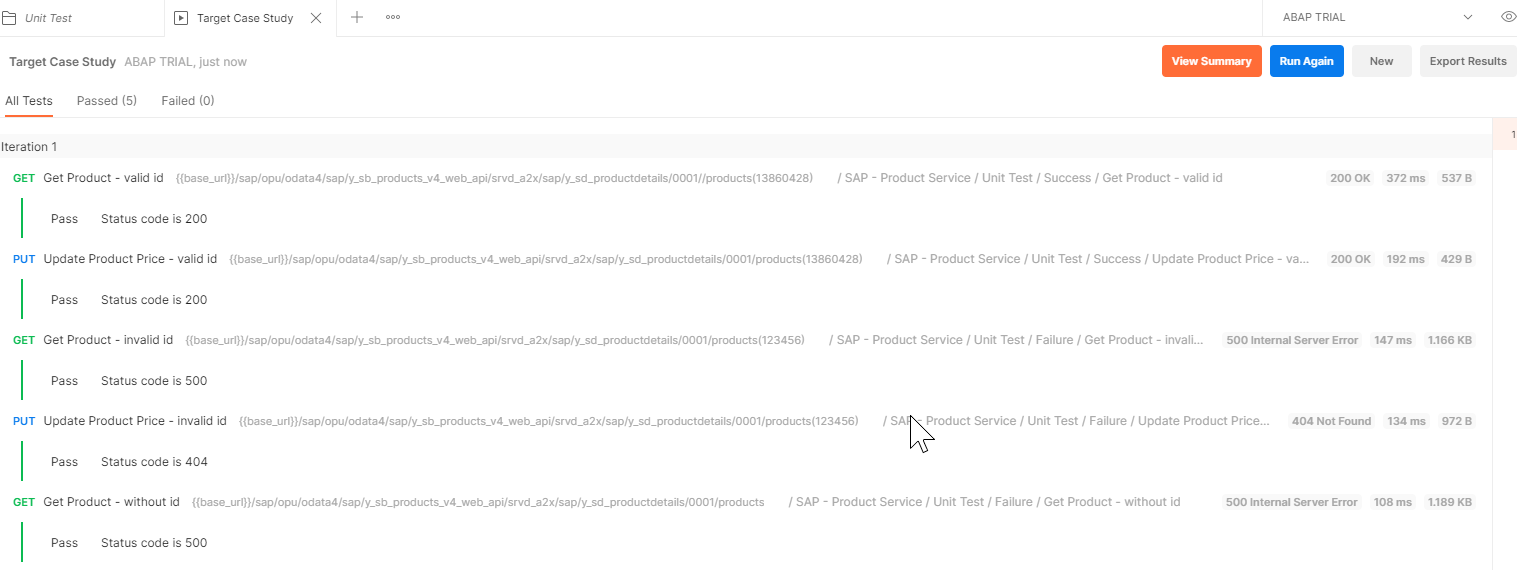 Unit Test Target Case Study ABAP TRIAL
Target Case Study ABAP TRIAL, just now View Summary Run Again New Export Results
All Tests Passed (5) Failed (0)
1
Iteration 1
GET Get Product - valid id {{base_url}}/sap/opu/odata4/sap/y_sb_products_v4_web_api/srvd_a2x/sap/y_sd_productdetails/0001//products(13860428) / SAP - Product Service / Unit Test / Success / Get Product - valid id 200 OK 372 ms 537 B
Pass Status code is 200
PUT Update Product Price - valid id {{base_url}}/sap/opu/odata4/sap/y_sb_products_v4_web_api/srvd_a2x/sap/y_sd_productdetails/0001/products(13860428) / SAP - Product Service / Unit Test / Success / Update Product Price - va... 200 OK 192 ms 429 B
Pass Status code is 200
GET Get Product - invalid id {{base_url}}/sap/opu/odata4/sap/y_sb_products_v4_web_api/srvd_a2x/sap/y_sd_productdetails/0001/products(123456) / SAP - Product Service / Unit Test / Failure / Get Product - invali... 500 Internal Server Error 147 ms 1.166 KB
Pass Status code is 500
PUT Update Product Price - invalid id {{base_url}}/sap/opu/odata4/sap/y_sb_products_v4_web_api/srvd_a2x/sap/y_sd_productdetails/0001/products(123456) / SAP - Product Service / Unit Test / Failure / Update Product Price... 404 Not Found 134 ms 972 B
Pass Status code is 404
GET Get Product - without id {{base_url}}/sap/opu/odata4/sap/y_sb_products_v4_web_api/srvd_a2x/sap/y_sd_productdetails/0001/products / SAP - Product Service / Unit Test / Failure / Get Product - without id 500 Internal Server Error 108 ms 1.189 KB
Pass Status code is 500